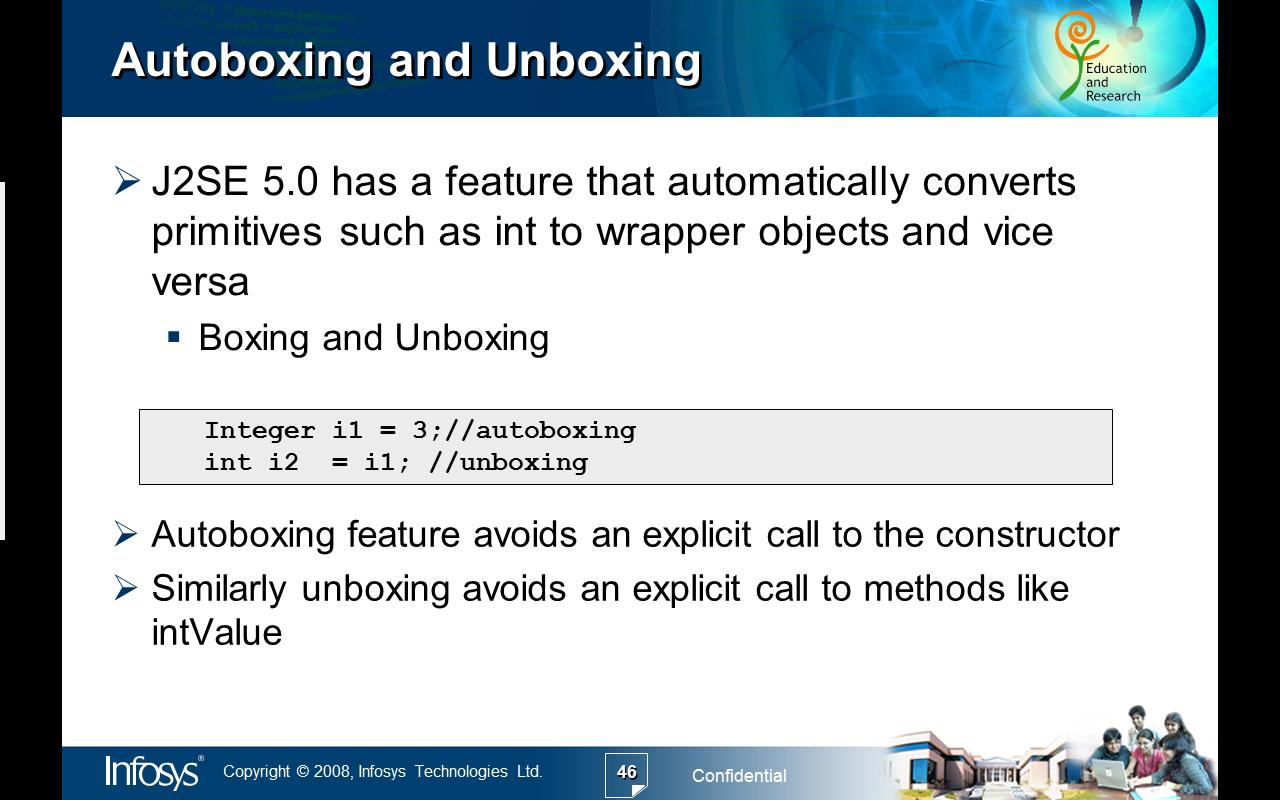 Autoboxing and Unboxing
Education
and
Research
J2SE 5.0 has a feature that automatically converts
primitives such as int to wrapper objects and vice
versa
Boxing and Unboxing
Integer i1 = 3;//autoboxing
int i2  = i1; //unboxing
Autoboxing feature avoids an explicit call to the constructor
Similarly unboxing avoids an explicit call to methods like
intValue
Infosys® Copyright © 2008, Infosys Technologies Ltd. 46 Confidential